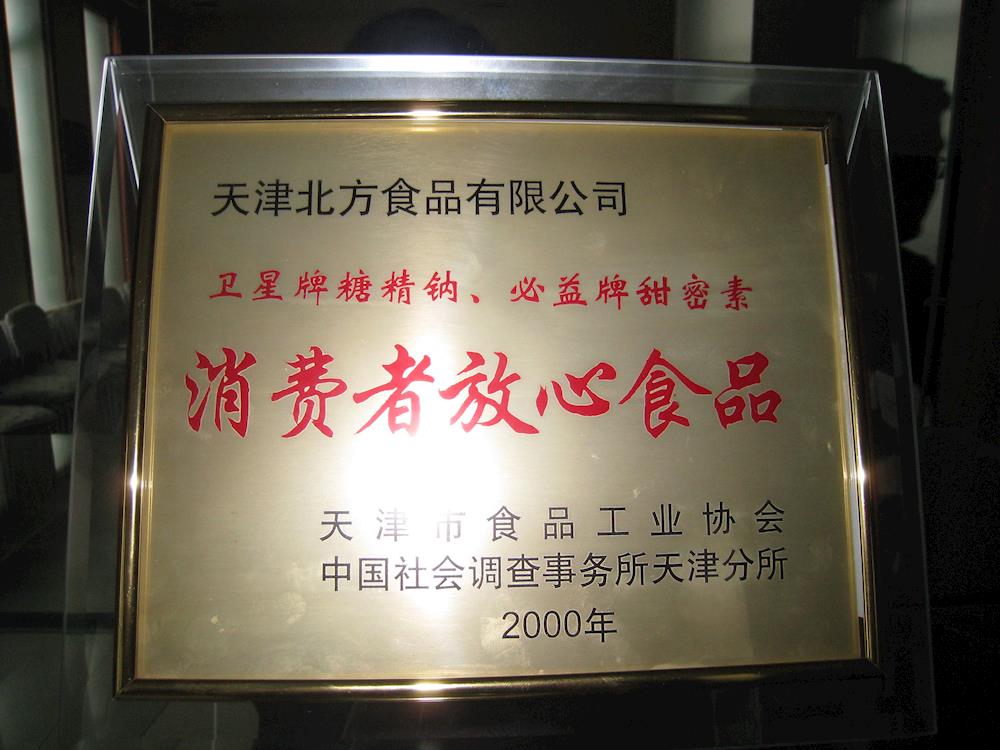 天津北方食品有限公司
卫星牌糖精钠、必益牌甜密素
消费者放心食品
天津市食品工业协会
中国社会调查事务所天津分所
2000年